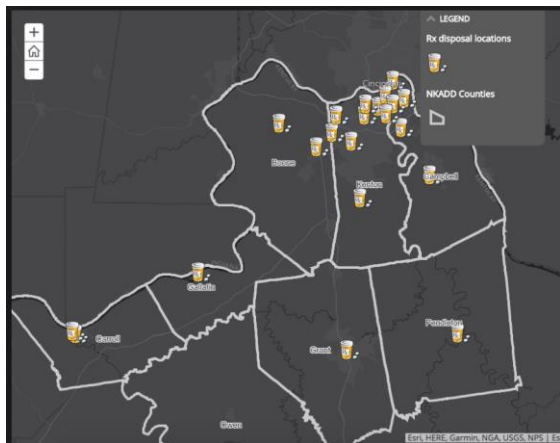 +
−
LEGEND
Rx disposal locations
NKADD Counties
Boone
Kenton
Campbell
Gallatin
Carroll
Grant
Pendleton
Owen
Esri, HERE, Garmin, NGA, USGS, NPS |